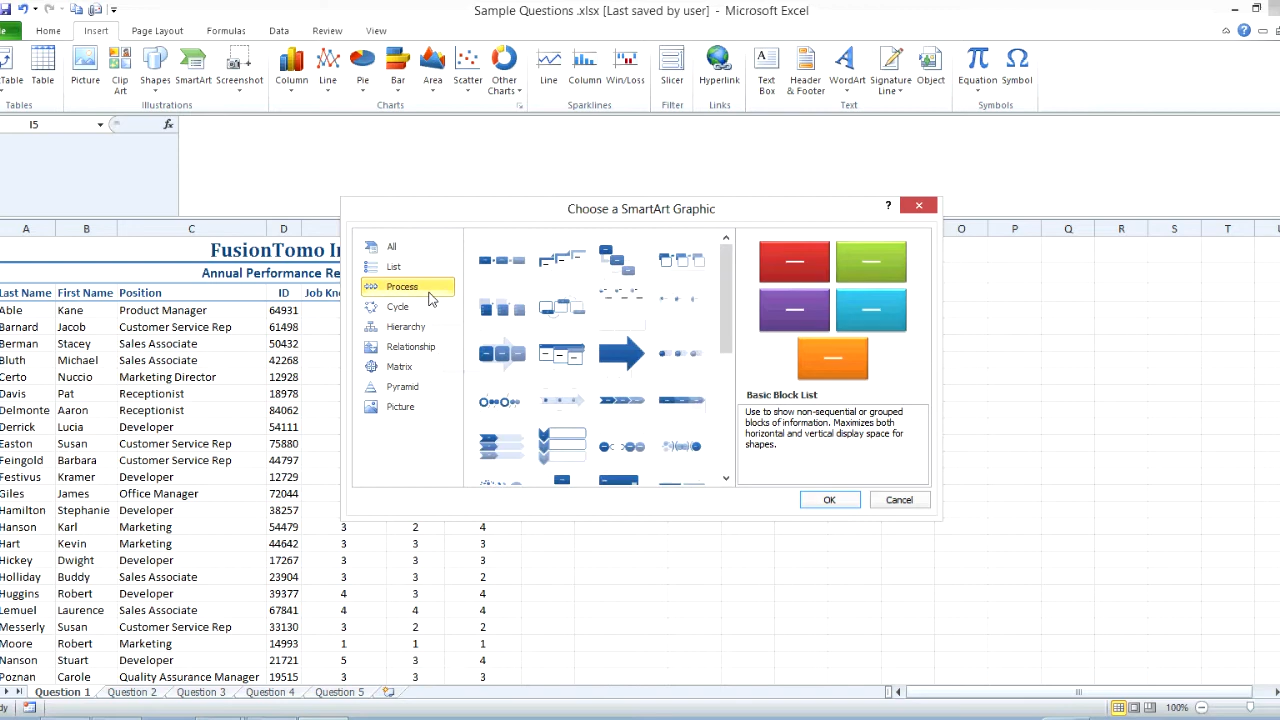 Sample Questions .xlsx [Last saved by user] - Microsoft Excel
Home Insert Page Layout Formulas Data Review View
Table Picture Clip Art Shapes SmartArt Screenshot Column Line Pie Bar Area Scatter Other Charts Line Column Win/Loss Slicer Hyperlink Text Box Header & Footer WordArt Signature Line Object Equation Symbol
Tables Illustrations Charts Sparklines Filter Links Text Symbols
I5 fx
Choose a SmartArt Graphic
All
List
Process
Cycle
Hierarchy
Relationship
Matrix
Pyramid
Picture
Basic Block List
Use to show non-sequential or grouped
blocks of information. Maximizes both
horizontal and vertical display space for
shapes.
OK Cancel
A B C D O P Q R S T
FusionTomo I
Annual Performance Re
Last Name First Name Position ID Job Kn
Able Kane Product Manager 64931
Barnard Jacob Customer Service Rep 61498
Berman Stacey Sales Associate 50432
Bluth Michael Sales Associate 42268
Certo Nuccio Marketing Director 12928
Davis Pat Receptionist 18978
Delmonte Aaron Receptionist 84062
Derrick Lucia Developer 54111
Easton Susan Customer Service Rep 75880
Feingold Barbara Customer Service Rep 44797
Festivus Kramer Developer 12729
Giles James Office Manager 72044
Hamilton Stephanie Developer 38257
Hanson Karl Marketing 54479 3 2 4
Hart Kevin Marketing 44642 3 3 3
Hickey Dwight Developer 17267 3 3 3
Holliday Buddy Sales Associate 23904 3 3 2
Huggins Robert Developer 39377 4 3 4
Lemuel Laurence Sales Associate 67841 4 4 4
Messerly Susan Customer Service Rep 33130 3 2 2
Moore Robert Marketing 14993 1 1 1
Nanson Stuart Developer 21721 5 3 4
Poznan Carole Quality Assurance Manager 19515 3 3 3
Question 1 Question 2 Question 3 Question 4 Question 5
100%